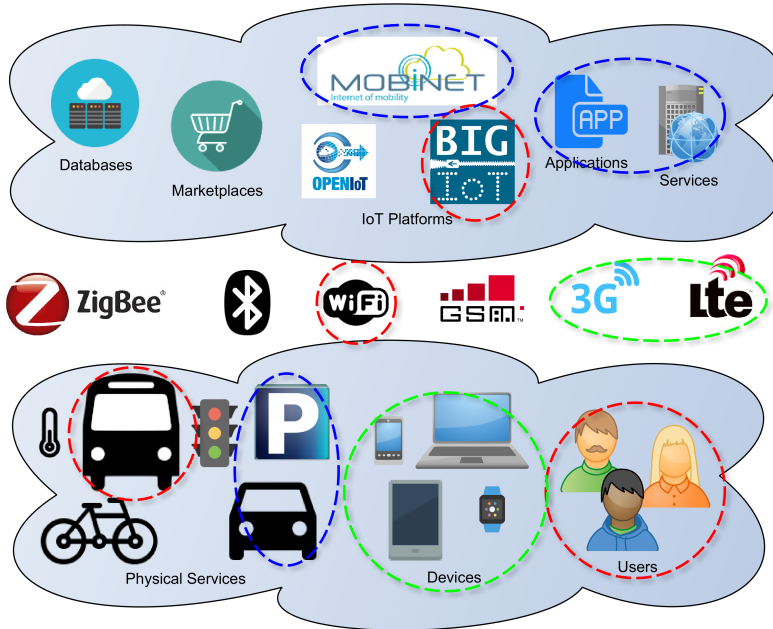 MOBiNET
Internet of mobility
Databases
Marketplaces
OPENIoT
BIG
IoT
IoT Platforms
APP
Applications
Services
Z
ZigBee®
WiFi
GSM™
3G
Lte
P
Physical Services
Devices
Users